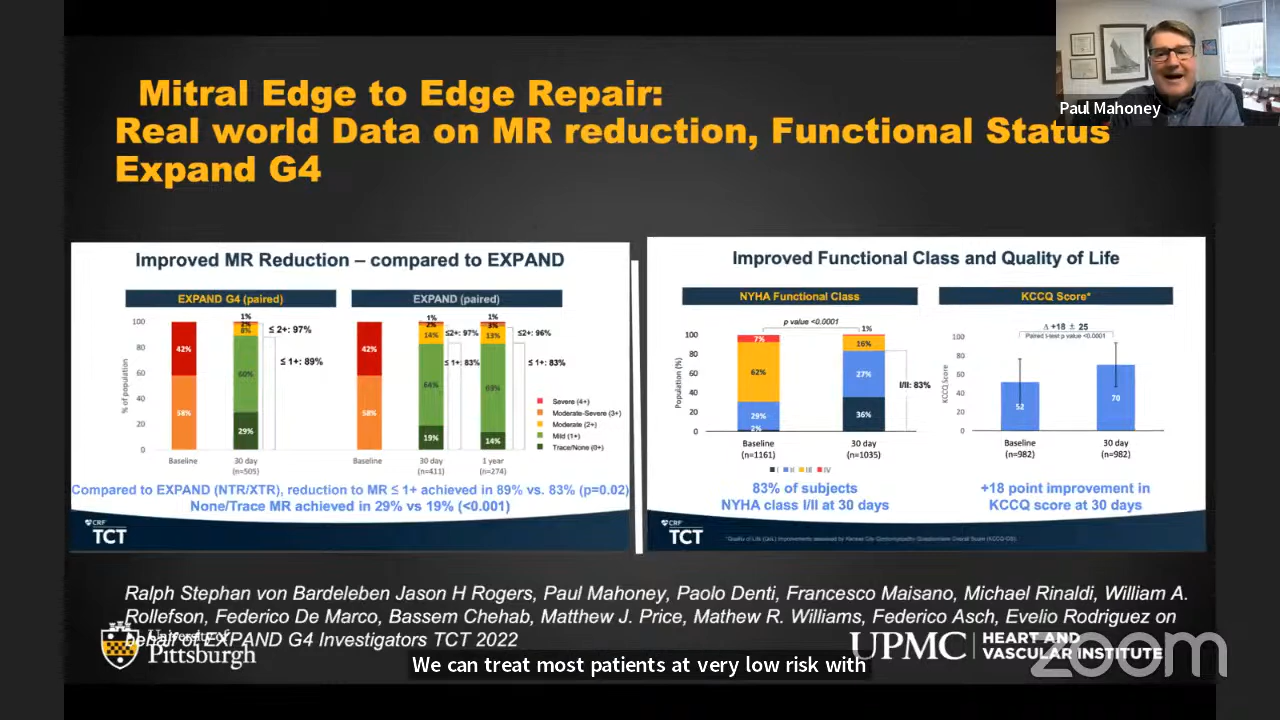 Paul Mahoney
Mitral Edge to Edge Repair:
Real world Data on MR reduction, Functional Status
Expand G4
Improved MR Reduction – compared to EXPAND
EXPAND G4 (paired)
EXPAND (paired)
% of population
100
80
60
40
20
0
42%
58%
Baseline
1%
2%
8%
60%
29%
30 day
(n=505)
≤ 2+: 97%
≤ 1+: 89%
42%
58%
Baseline
1%
2%
14%
64%
19%
30 day
(n=411)
≤2+: 97%
≤ 1+: 83%
1%
3%
13%
69%
14%
1 year
(n=274)
≤2+: 96%
≤ 1+: 83%
Severe (4+)
Moderate-Severe (3+)
Moderate (2+)
Mild (1+)
Trace/None (0+)
Compared to EXPAND (NTR/XTR), reduction to MR ≤ 1+ achieved in 89% vs. 83% (p=0.02)
None/Trace MR achieved in 29% vs 19% (<0.001)
CRF
TCT
Improved Functional Class and Quality of Life
NYHA Functional Class
p value <0.0001
Population (%)
100
80
60
40
20
0
7%
62%
29%
2%
Baseline
(n=1161)
1%
16%
27%
36%
30 day
(n=1035)
I/II: 83%
I II III IV
83% of subjects
NYHA class I/II at 30 days
KCCQ Score*
Δ +18 ± 25
Paired t-test p value <0.0001
KCCQ Score
100
80
60
40
20
0
52
Baseline
(n=982)
70
30 day
(n=982)
+18 point improvement in
KCCQ score at 30 days
CRF
TCT
*Quality of Life (QoL) improvements assessed by Kansas City Cardiomyopathy Questionnaire Overall Score (KCCQ-OS).
Ralph Stephan von Bardeleben Jason H Rogers, Paul Mahoney, Paolo Denti, Francesco Maisano, Michael Rinaldi, William A.
Rollefson, Federico De Marco, Bassem Chehab, Matthew J. Price, Mathew R. Williams, Federico Asch, Evelio Rodriguez on
behalf of EXPAND G4 Investigators TCT 2022
University of
Pittsburgh
UPMC
HEART AND
VASCULAR INSTITUTE
zoom
We can treat most patients at very low risk with